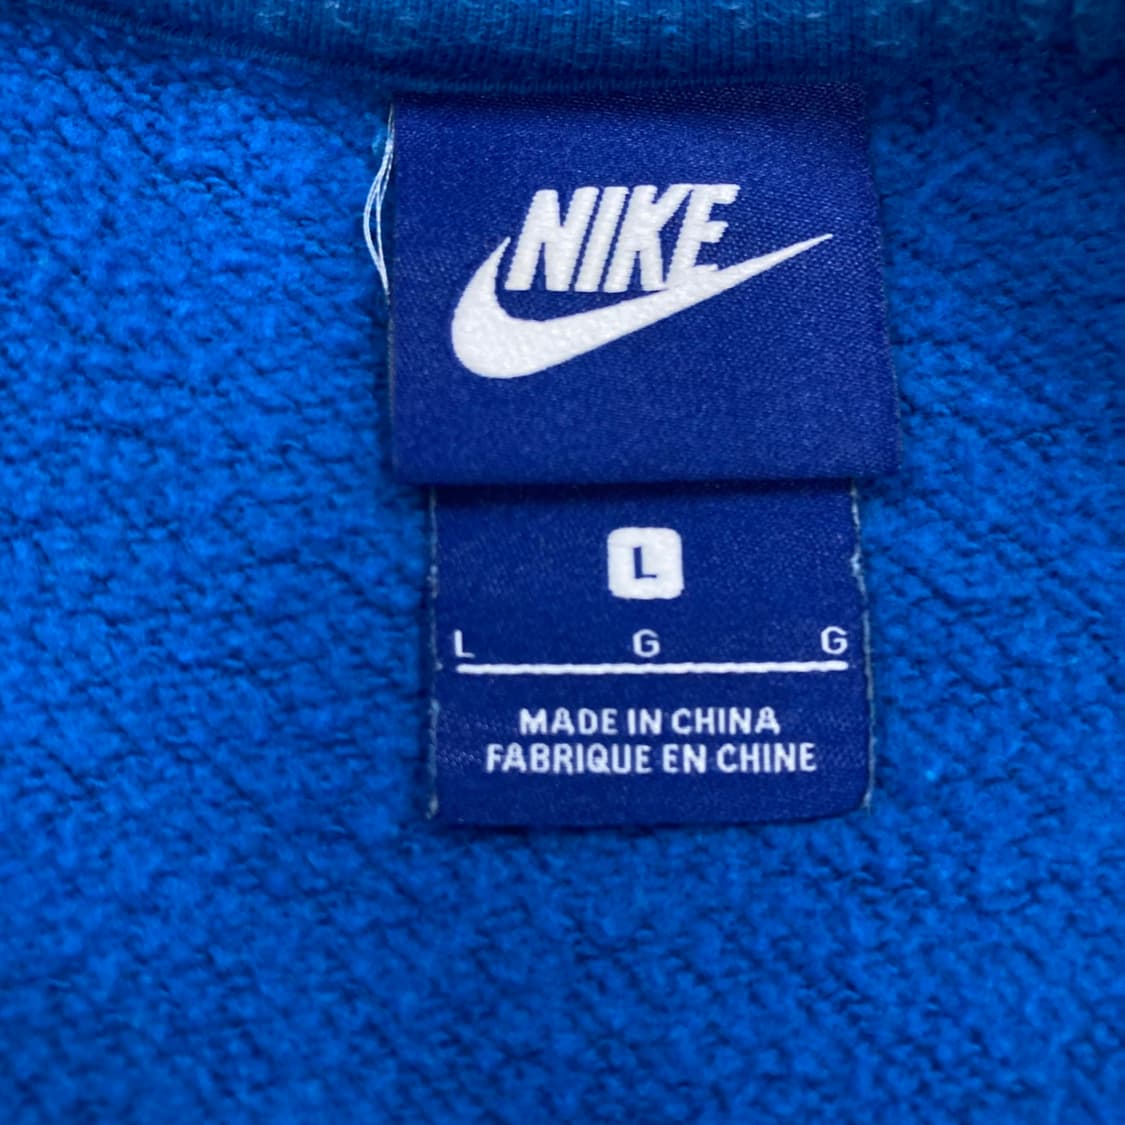 NIKE
L
L G G
MADE IN CHINA
FABRIQUE EN CHINE